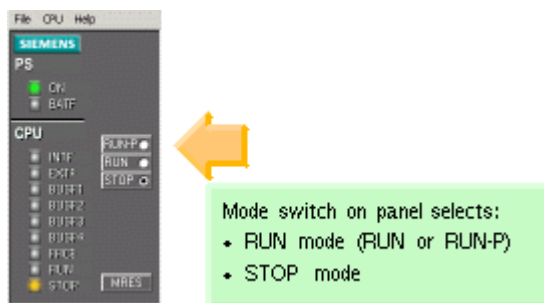 File CPU Help
SIEMENS
PS
ON
BATF
CPU
RUN-P
INTF
RUN
EXTF
STOP
BUSF1
BUSF2
BUSF3
BUSF4
FRCE
RUN
STOP
MRES
Mode switch on panel selects:
• RUN mode (RUN or RUN-P)
• STOP mode